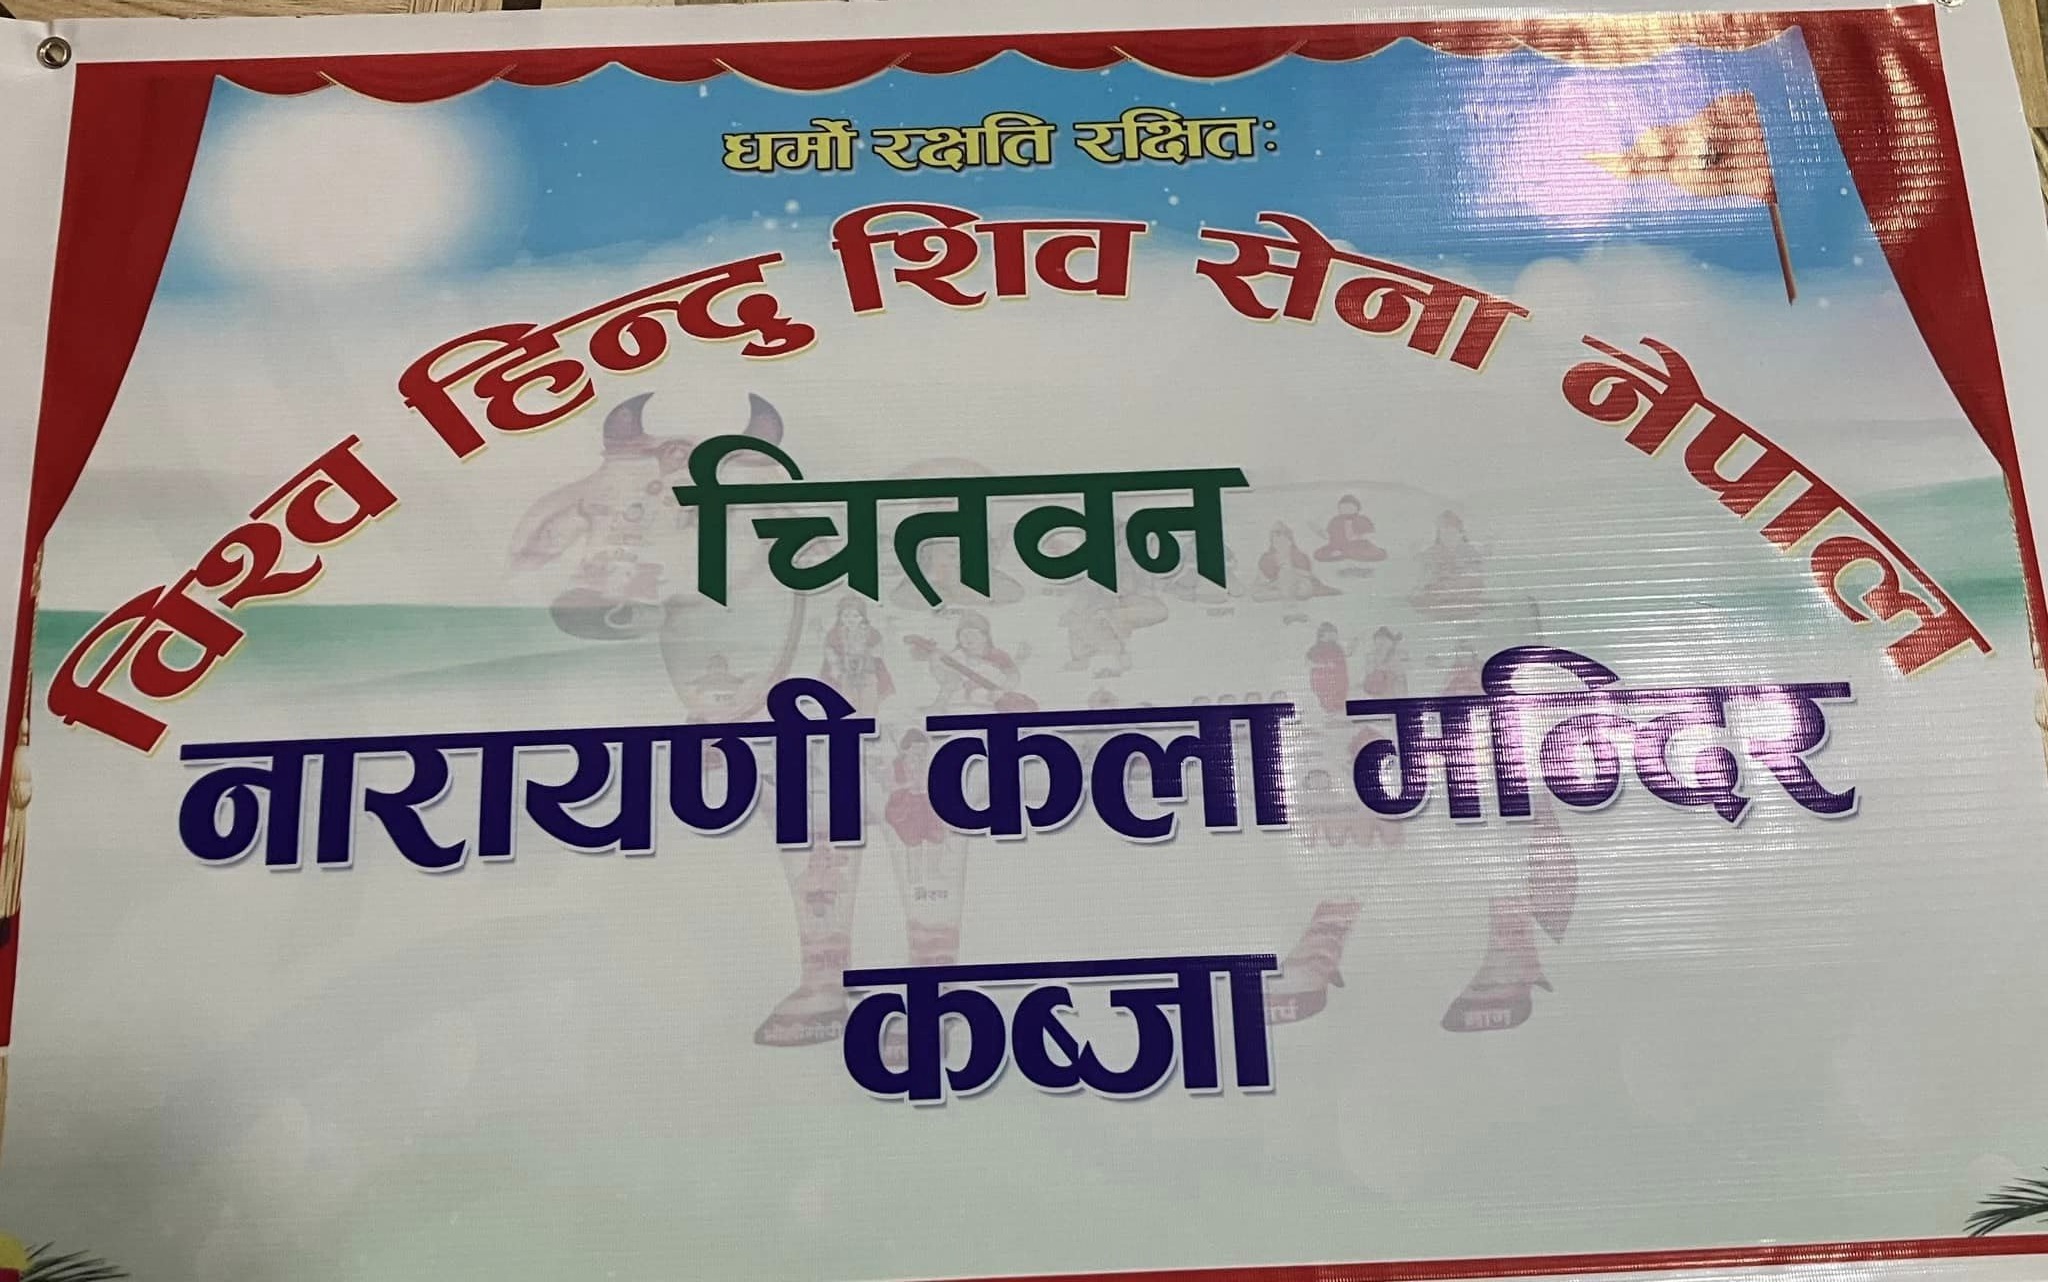 धर्मो रक्षति रक्षितः
विश्व हिन्दु शिव सेना नेपाल
चितवन
नारायणी कला मन्दिर
कब्जा